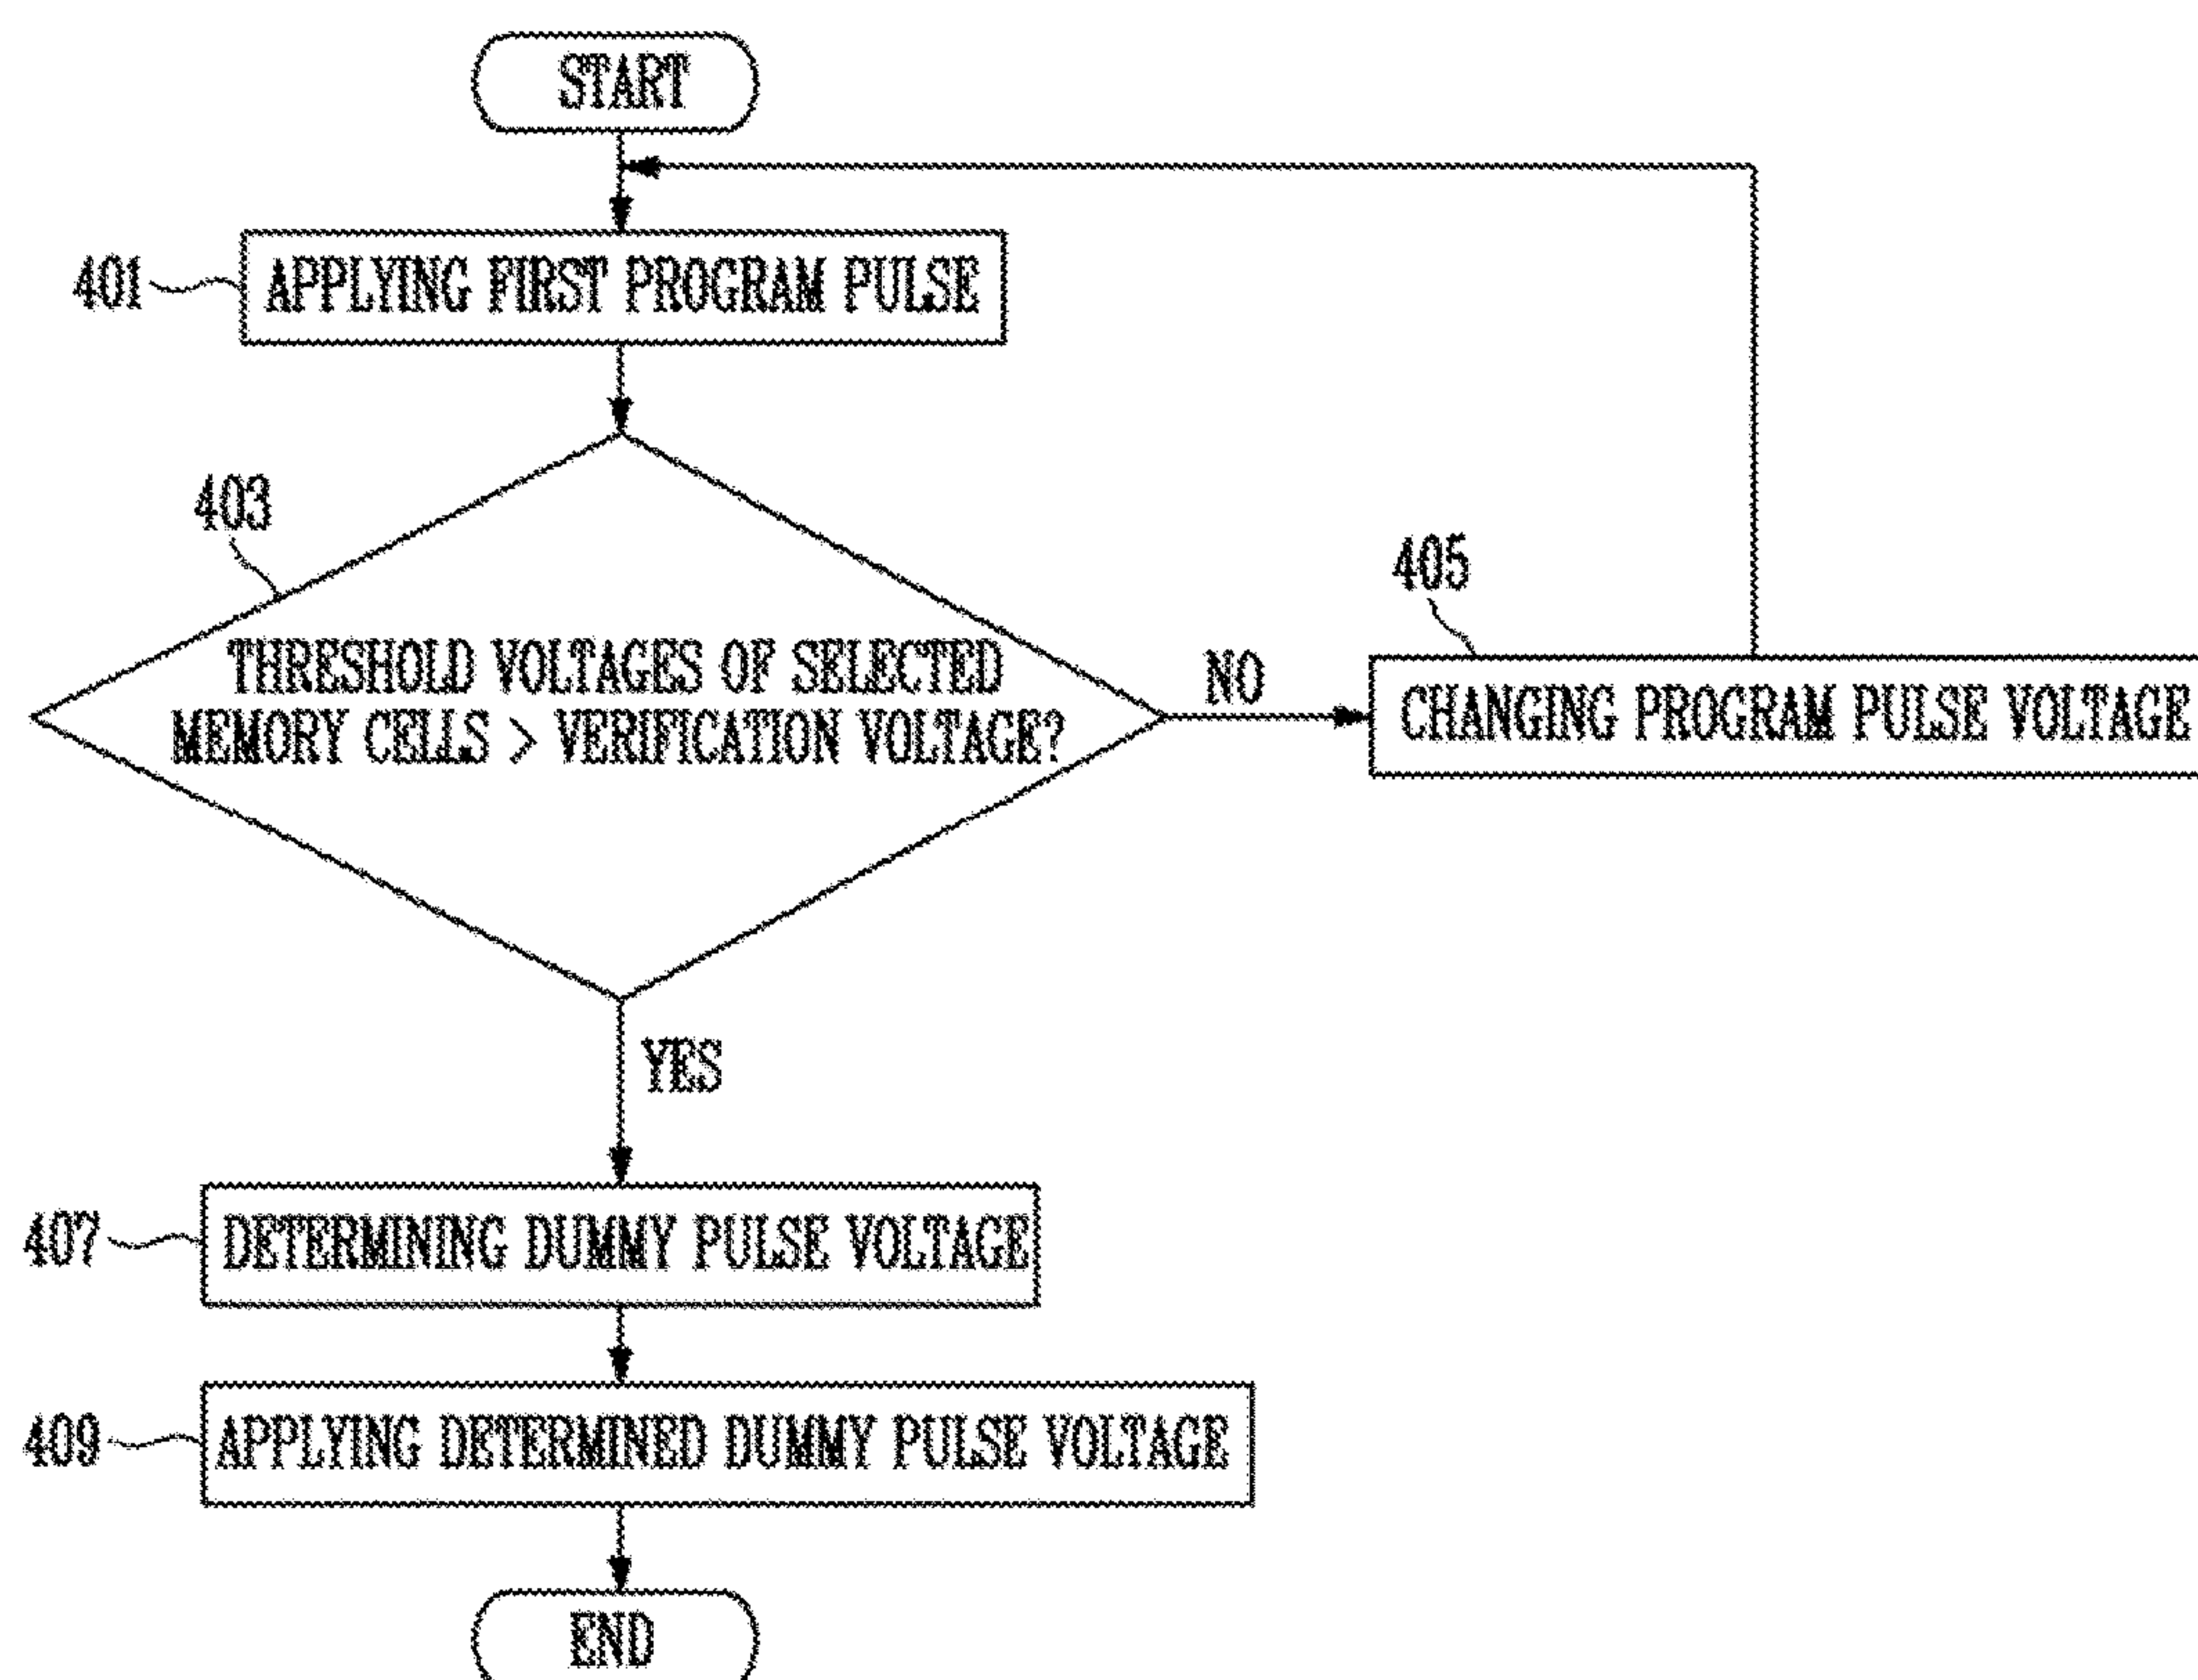 START
401
APPLYING FIRST PROGRAM PULSE
403
THRESHOLD VOLTAGES OF SELECTED
MEMORY CELLS > VERIFICATION VOLTAGE?
NO
405
CHANGING PROGRAM PULSE VOLTAGE
YES
407
DETERMINING DUMMY PULSE VOLTAGE
409
APPLYING DETERMINED DUMMY PULSE VOLTAGE
END